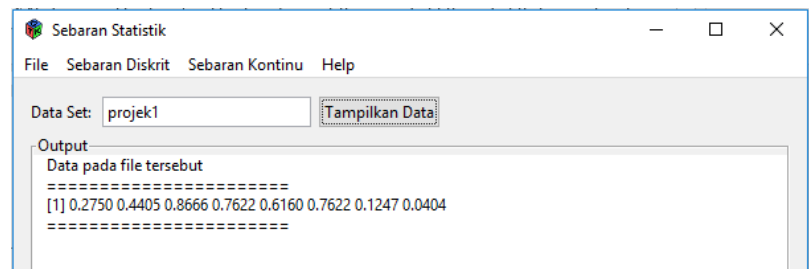 Sebaran Statistik
File Sebaran Diskrit Sebaran Kontinu Help
Data Set: projek1 Tampilkan Data
Output
Data pada file tersebut
=======================
[1] 0.2750 0.4405 0.8666 0.7622 0.6160 0.7622 0.1247 0.0404
=======================